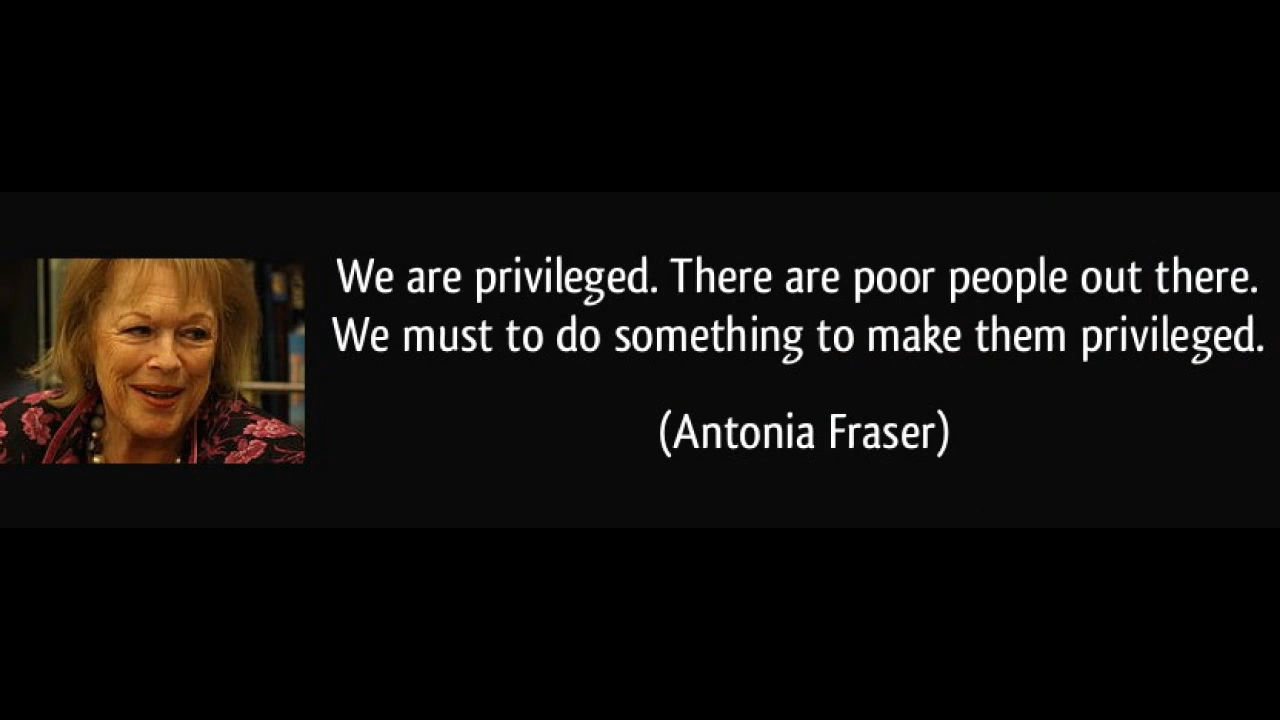 We are privileged. There are poor people out there.
We must to do something to make them privileged.
(Antonia Fraser)